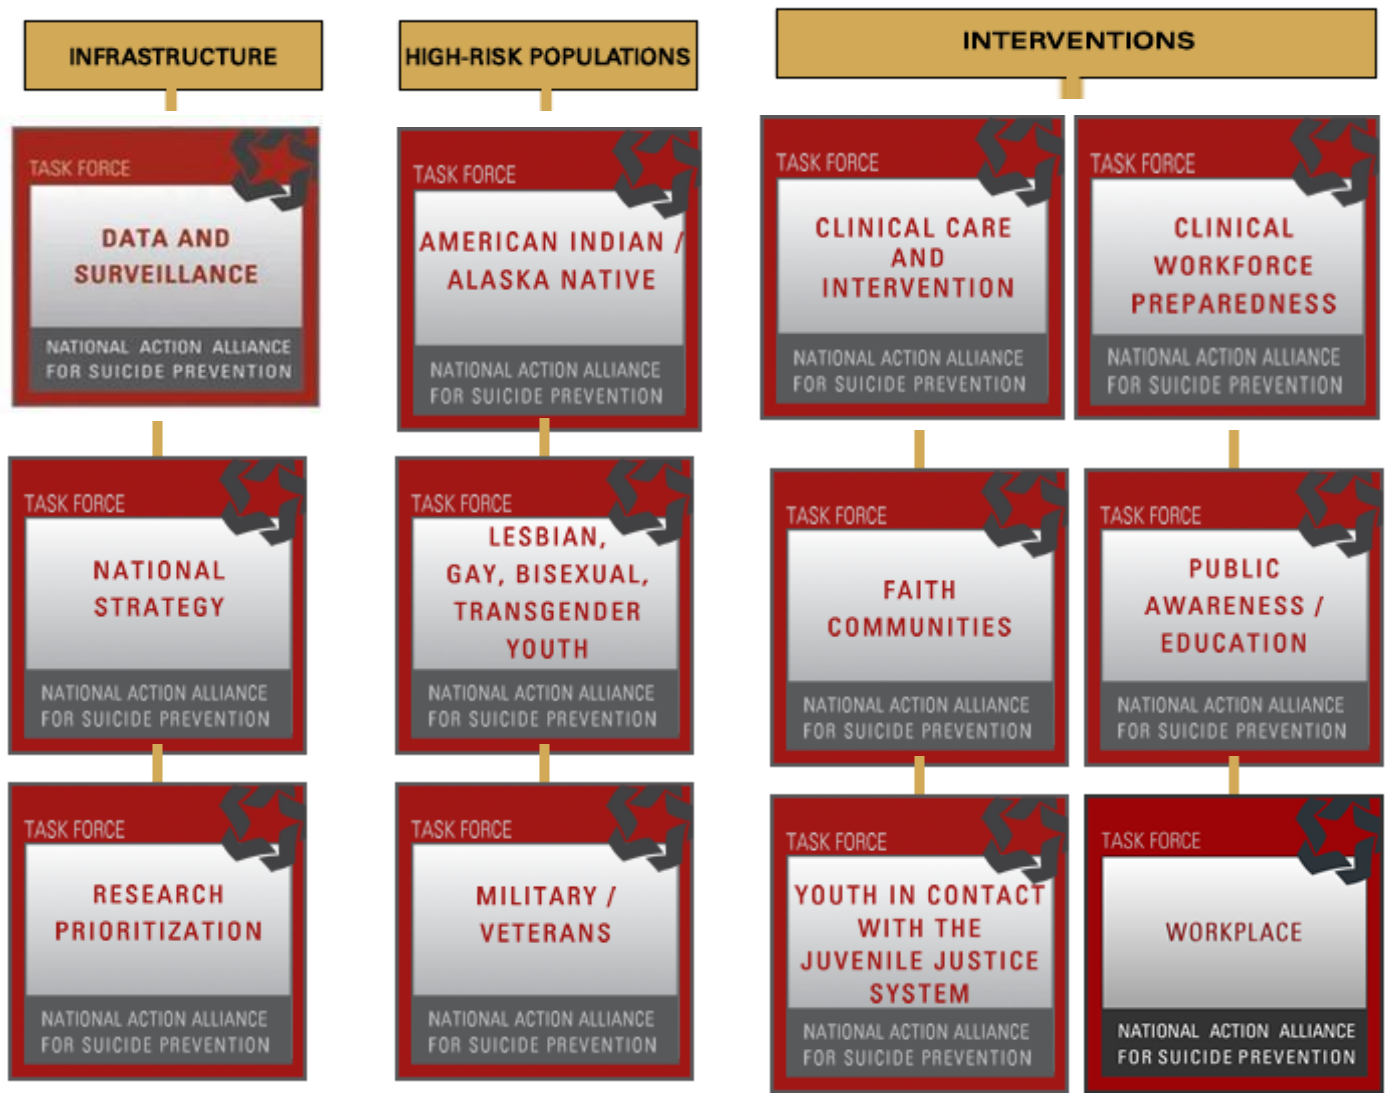 INFRASTRUCTURE
TASK FORCE
DATA AND
SURVEILLANCE
NATIONAL ACTION ALLIANCE
FOR SUICIDE PREVENTION
TASK FORCE
NATIONAL
STRATEGY
NATIONAL ACTION ALLIANCE
FOR SUICIDE PREVENTION
TASK FORCE
RESEARCH
PRIORITIZATION
NATIONAL ACTION ALLIANCE
FOR SUICIDE PREVENTION
HIGH-RISK POPULATIONS
TASK FORCE
AMERICAN INDIAN /
ALASKA NATIVE
NATIONAL ACTION ALLIANCE
FOR SUICIDE PREVENTION
TASK FORCE
LESBIAN,
GAY, BISEXUAL,
TRANSGENDER
YOUTH
NATIONAL ACTION ALLIANCE
FOR SUICIDE PREVENTION
TASK FORCE
MILITARY /
VETERANS
NATIONAL ACTION ALLIANCE
FOR SUICIDE PREVENTION
INTERVENTIONS
TASK FORCE
CLINICAL CARE
AND
INTERVENTION
NATIONAL ACTION ALLIANCE
FOR SUICIDE PREVENTION
TASK FORCE
FAITH
COMMUNITIES
NATIONAL ACTION ALLIANCE
FOR SUICIDE PREVENTION
TASK FORCE
YOUTH IN CONTACT
WITH THE
JUVENILE JUSTICE
SYSTEM
NATIONAL ACTION ALLIANCE
FOR SUICIDE PREVENTION
TASK FORCE
CLINICAL
WORKFORCE
PREPAREDNESS
NATIONAL ACTION ALLIANCE
FOR SUICIDE PREVENTION
TASK FORCE
PUBLIC
AWARENESS /
EDUCATION
NATIONAL ACTION ALLIANCE
FOR SUICIDE PREVENTION
TASK FORCE
WORKPLACE
NATIONAL ACTION ALLIANCE
FOR SUICIDE PREVENTION